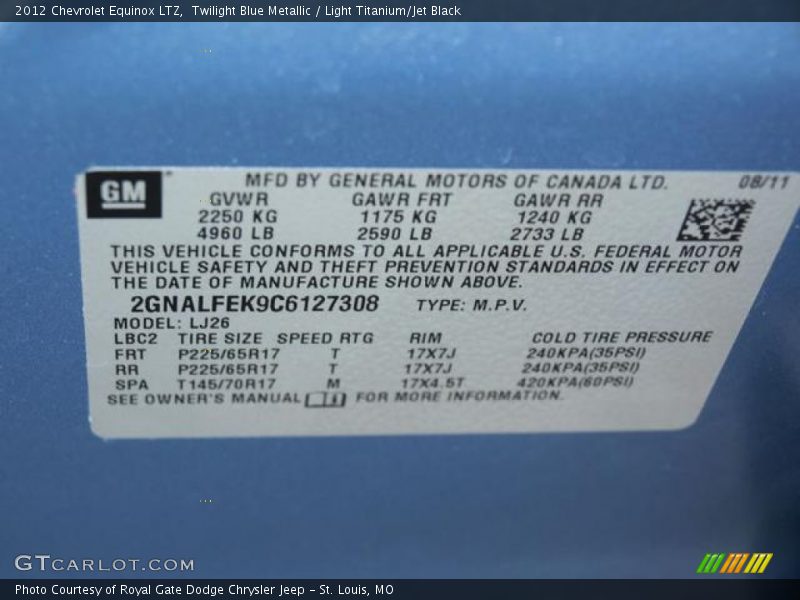 2012 Chevrolet Equinox LTZ, Twilight Blue Metallic / Light Titanium/Jet Black
GM
MFD BY GENERAL MOTORS OF CANADA LTD. 08/11
GVWR GAWR FRT GAWR RR
2250 KG 1175 KG 1240 KG
4960 LB 2590 LB 2733 LB
THIS VEHICLE CONFORMS TO ALL APPLICABLE U.S. FEDERAL MOTOR
VEHICLE SAFETY AND THEFT PREVENTION STANDARDS IN EFFECT ON
THE DATE OF MANUFACTURE SHOWN ABOVE.
2GNALFEK9C6127308 TYPE: M.P.V.
MODEL: LJ26
LBC2 TIRE SIZE SPEED RTG RIM COLD TIRE PRESSURE
FRT P225/65R17 T 17X7J 240KPA(35PSI)
RR P225/65R17 T 17X7J 240KPA(35PSI)
SPA T145/70R17 M 17X4.5T 420KPA(60PSI)
SEE OWNER'S MANUAL FOR MORE INFORMATION.
GTCARLOT.COM
Photo Courtesy of Royal Gate Dodge Chrysler Jeep - St. Louis, MO